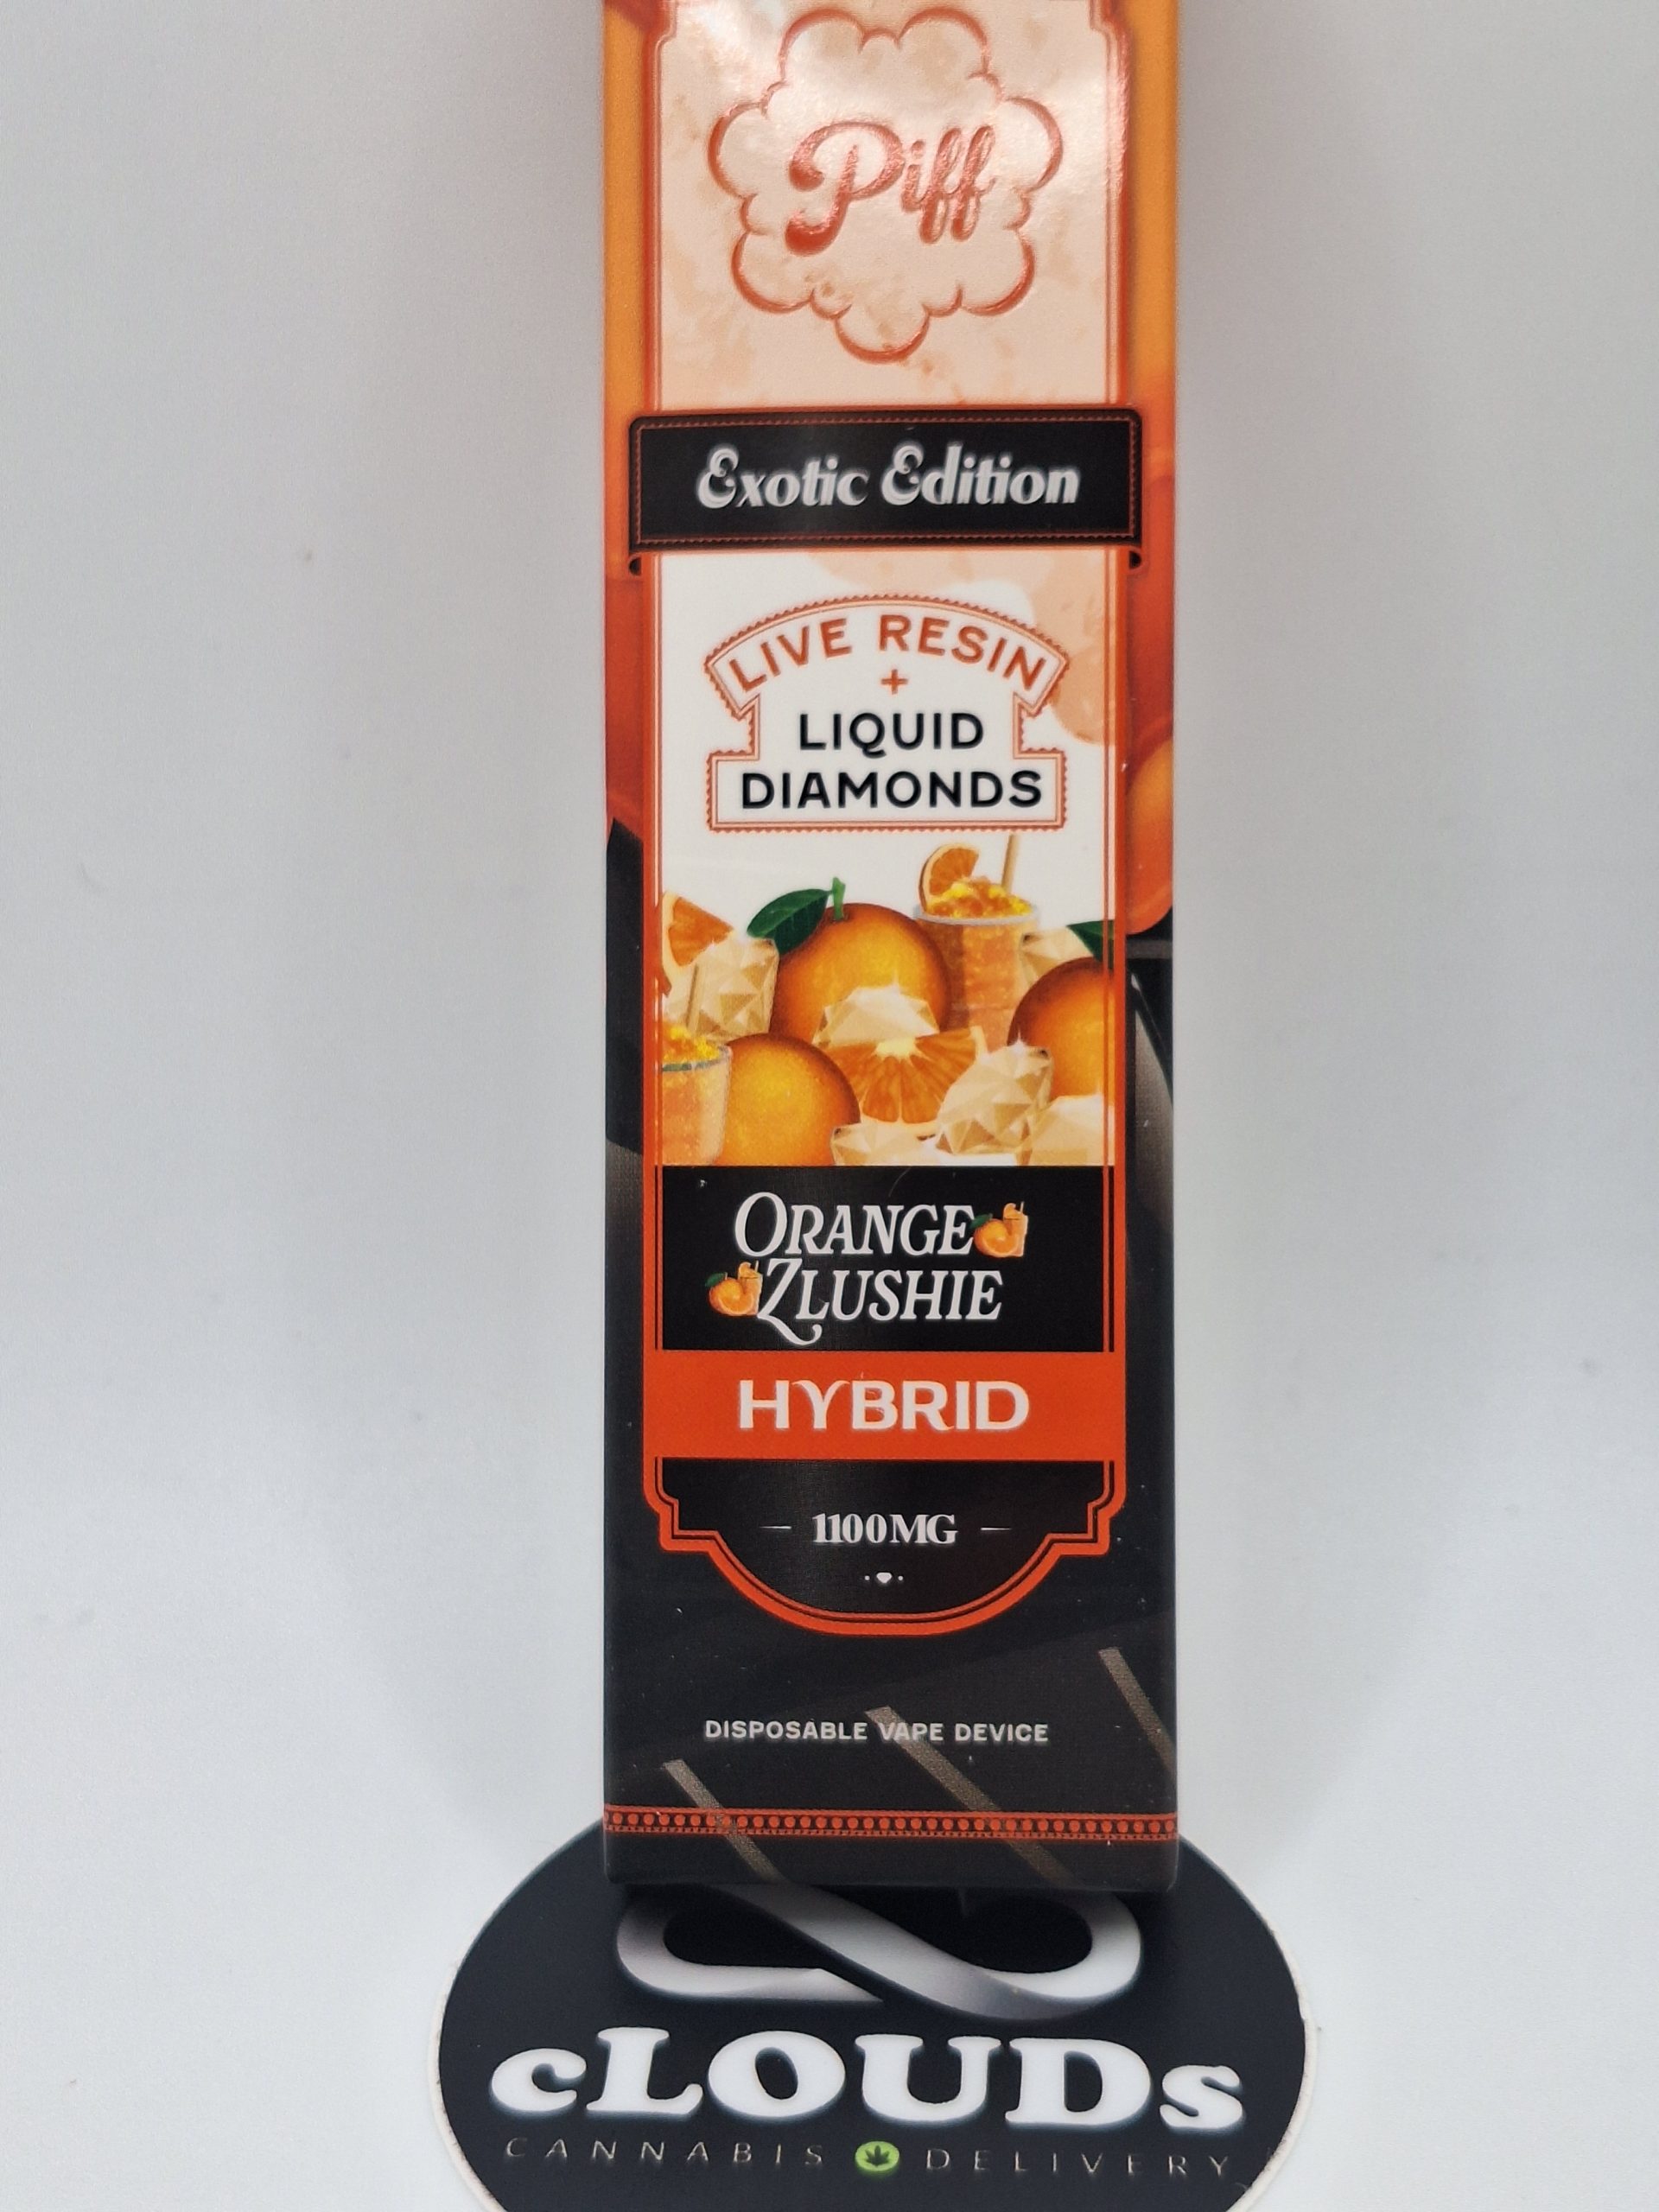 Piff
Exotic Edition
LIVE RESIN
+
LIQUID
DIAMONDS
ORANGE
ZLUSHIE
HYBRID
1100MG
DISPOSABLE VAPE DEVICE
cLOUDs
CANNABIS DELIVERY